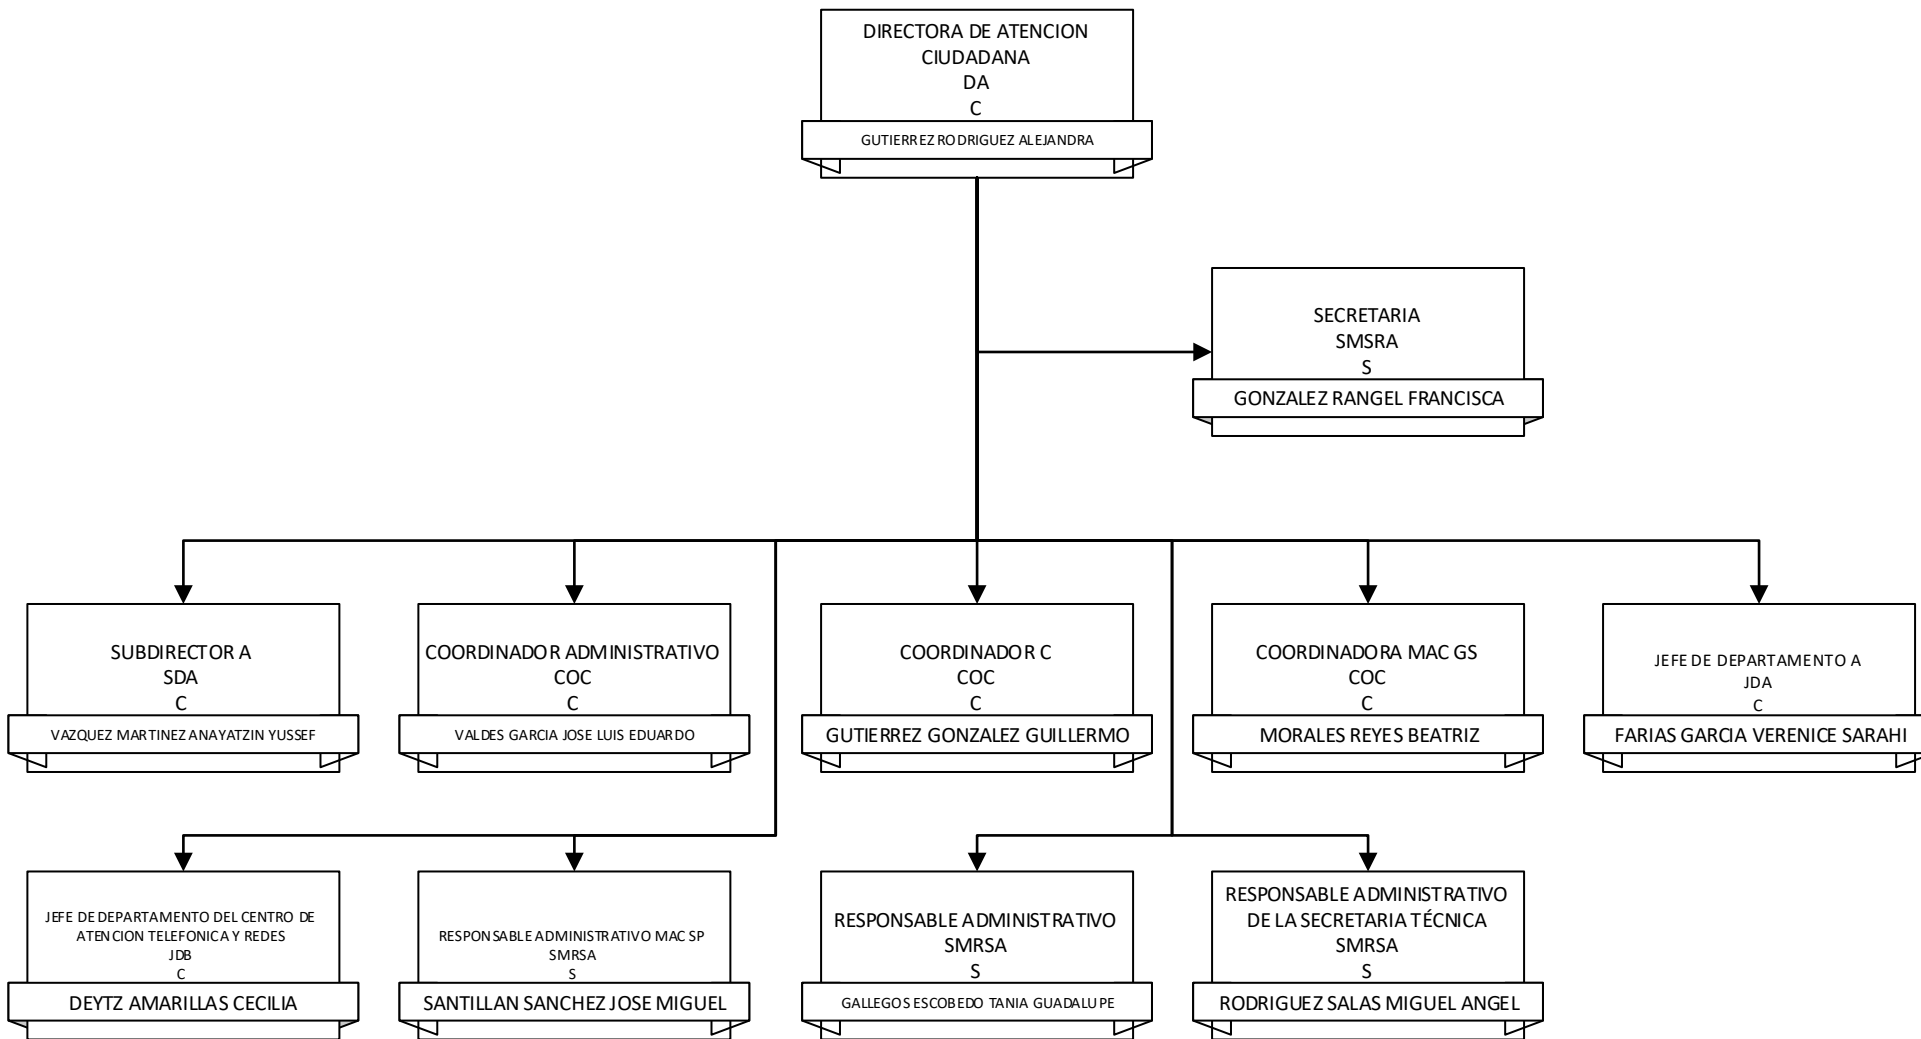 DIRECTORA DE ATENCION
CIUDADANA
DA
C
GUTIERREZ RODRIGUEZ ALEJANDRA
SECRETARIA
SMSRA
S
GONZALEZ RANGEL FRANCISCA
SUBDIRECTOR A
SDA
C
VAZQUEZ MARTINEZ ANAYATZIN YUSSEF
COORDINADOR ADMINISTRATIVO
COC
C
VALDES GARCIA JOSE LUIS EDUARDO
COORDINADOR C
COC
C
GUTIERREZ GONZALEZ GUILLERMO
COORDINADORA MAC GS
COC
C
MORALES REYES BEATRIZ
JEFE DE DEPARTAMENTO A
JDA
C
FARIAS GARCIA VERENICE SARAHI
JEFE DE DEPARTAMENTO DEL CENTRO DE
ATENCION TELEFONICA Y REDES
JDB
C
DEYTZ AMARILLAS CECILIA
RESPONSABLE ADMINISTRATIVO MAC SP
SMRSA
S
SANTILLAN SANCHEZ JOSE MIGUEL
RESPONSABLE ADMINISTRATIVO
SMRSA
S
GALLEGOS ESCOBEDO TANIA GUADALUPE
RESPONSABLE ADMINISTRATIVO
DE LA SECRETARIA TÉCNICA
SMRSA
S
RODRIGUEZ SALAS MIGUEL ANGEL